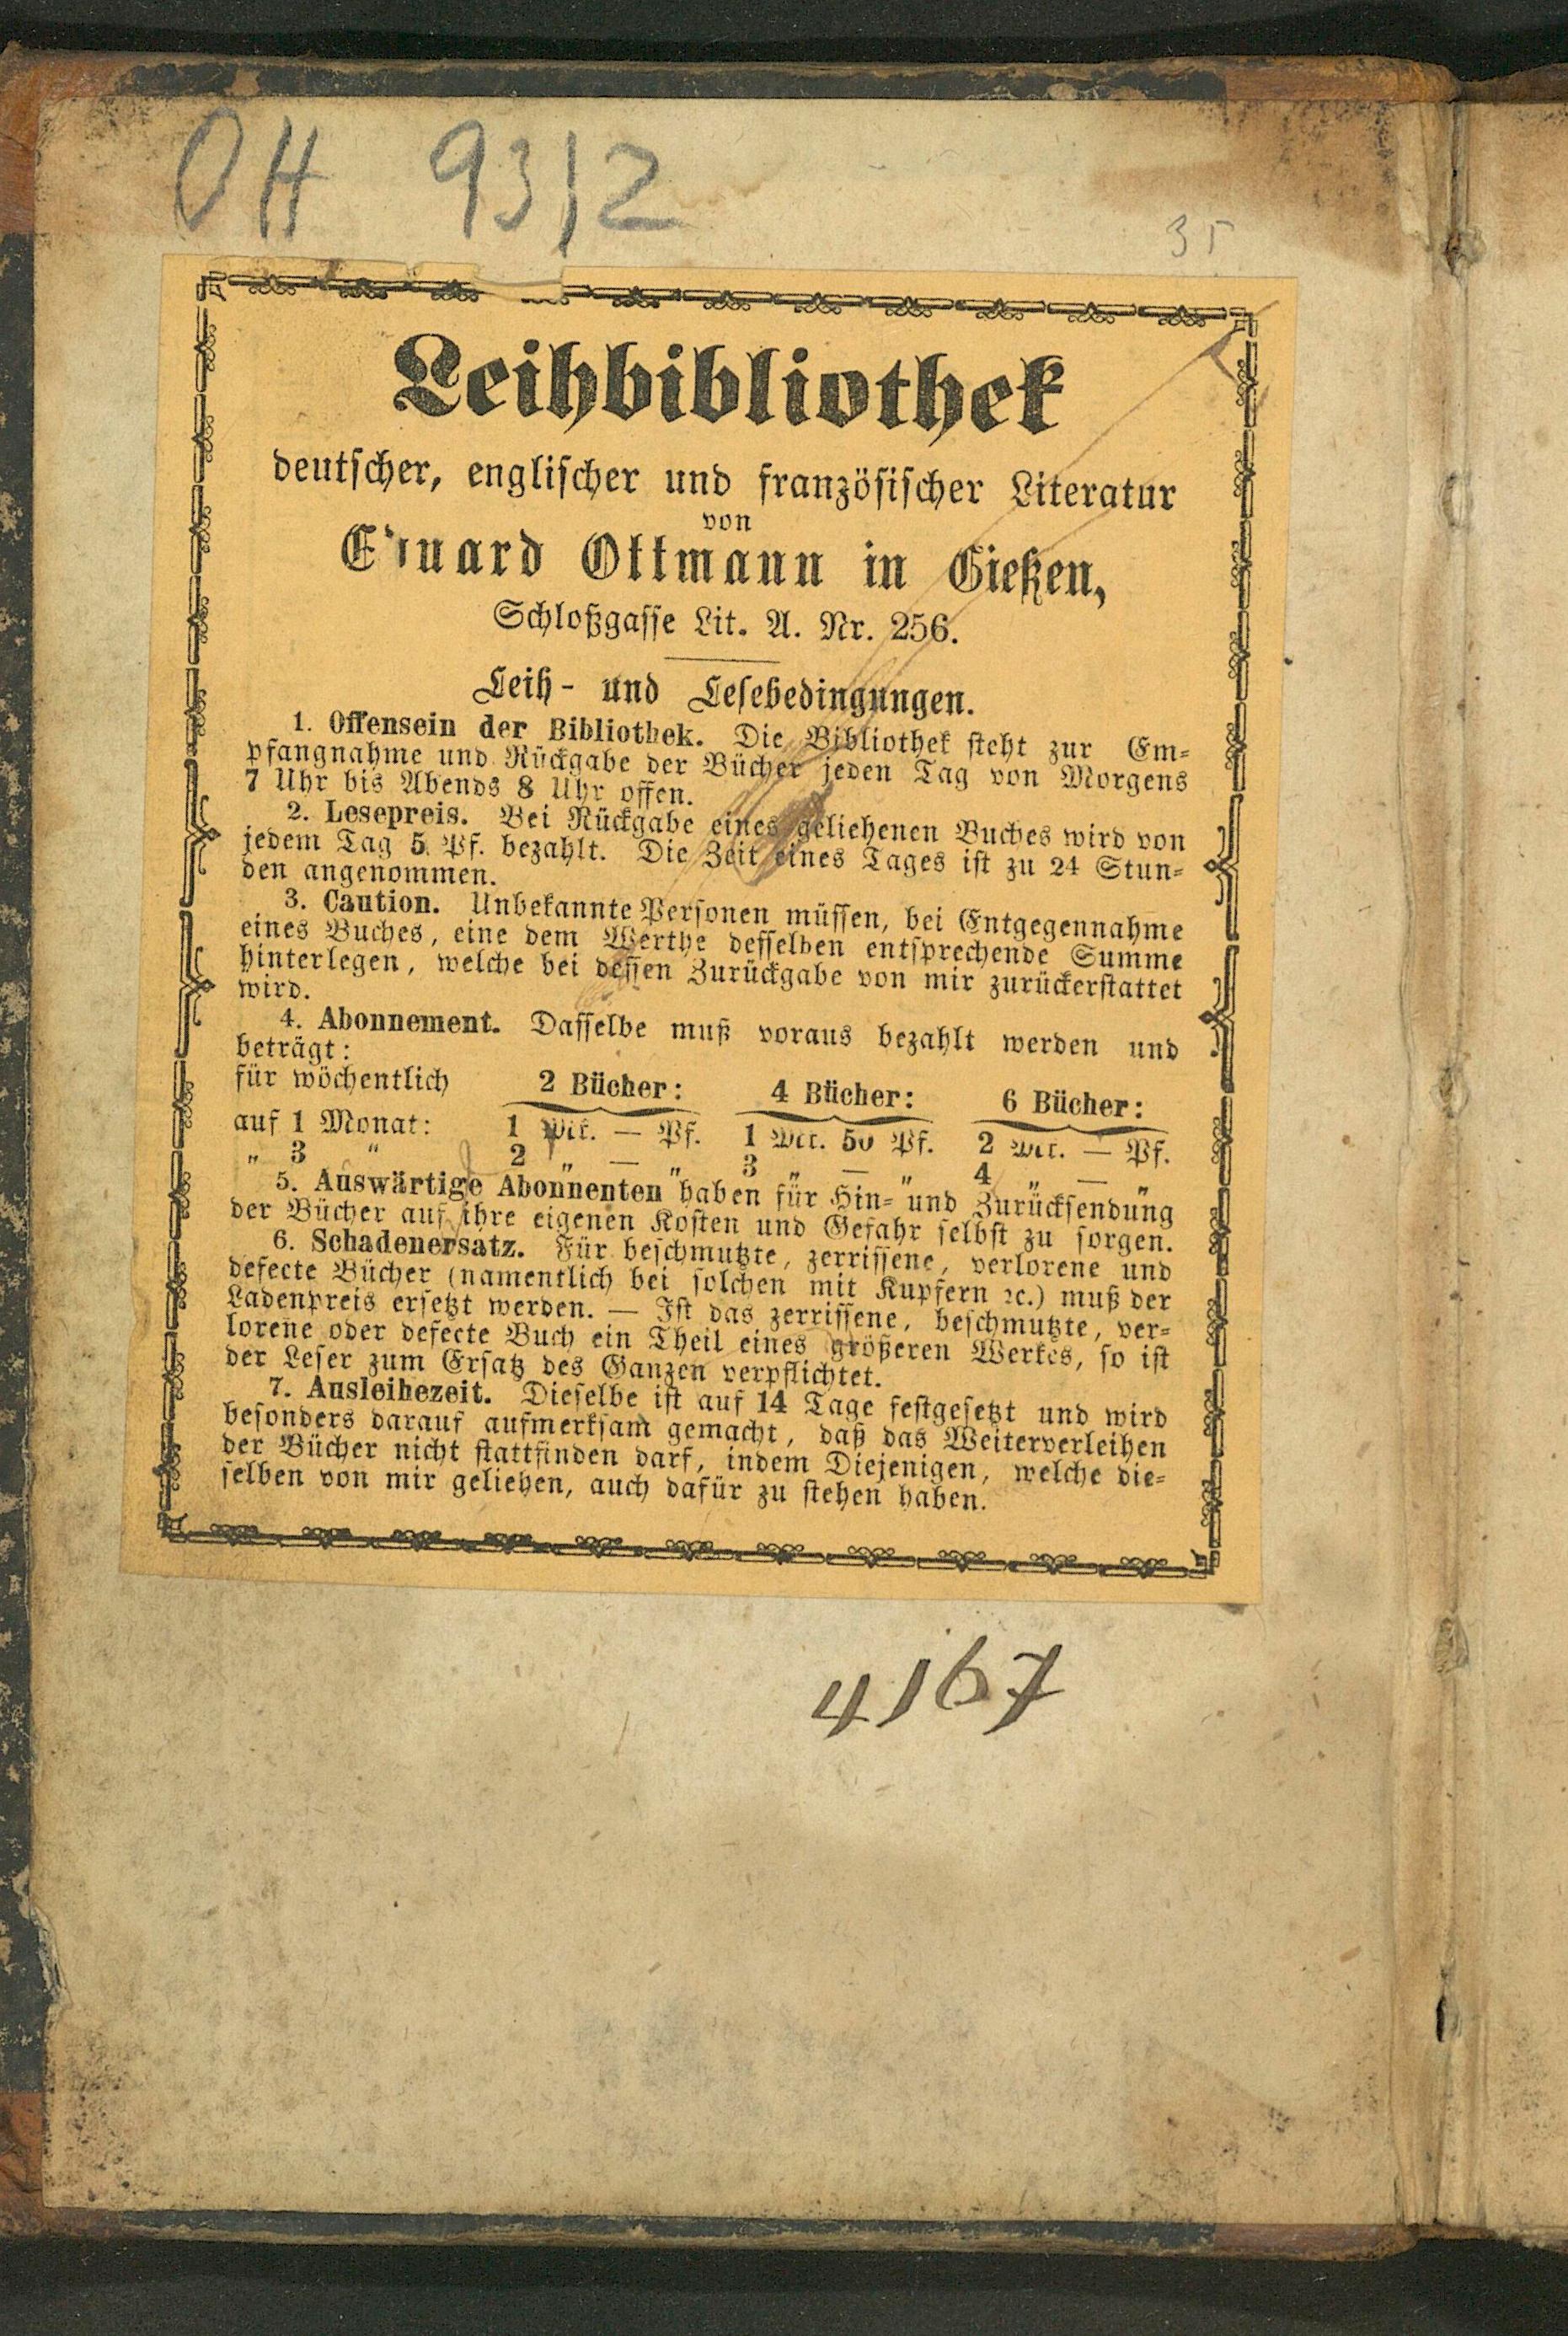 OH 9312
35
Leihbibliothek
deutscher, englischer und französischer Literatur
von
Eduard Ottmann in Gießen,
Schloßgasse Lit. A. Nr. 256.
Leih- und Lesebedingungen.
1. Offensein der Bibliothek. Die Bibliothek steht zur Em-
pfangnahme und Rückgabe der Bücher jeden Tag von Morgens
7 Uhr bis Abends 8 Uhr offen.
2. Lesepreis. Bei Rückgabe eines geliehenen Buches wird von
jedem Tag 5 Pf. bezahlt. Die Zeit eines Tages ist zu 24 Stun-
den angenommen.
3. Caution. Unbekannte Personen müssen, bei Entgegennahme
eines Buches, eine dem Werthe desselben entsprechende Summe
hinterlegen, welche bei dessen Zurückgabe von mir zurückerstattet
wird.
4. Abonnement. Dasselbe muß voraus bezahlt werden und
beträgt:
für wöchentlich 2 Bücher: 4 Bücher: 6 Bücher:
auf 1 Monat: 1 Mk. — Pf. 1 Mk. 50 Pf. 2 Mk. — Pf.
" 3 " 2 " — " 3 " — " 4 " — "
5. Auswärtige Abonnenten haben für Hin- und Zurücksendung
der Bücher auf ihre eigenen Kosten und Gefahr selbst zu sorgen.
6. Schadenersatz. Für beschmutzte, zerrissene, verlorene und
defecte Bücher (namentlich bei solchen mit Kupfern ꝛc.) muß der
Ladenpreis ersetzt werden. — Ist das zerrissene, beschmutzte, ver-
lorene oder defecte Buch ein Theil eines größeren Werkes, so ist
der Leser zum Ersatz des Ganzen verpflichtet.
7. Ausleihezeit. Dieselbe ist auf 14 Tage festgesetzt und wird
besonders darauf aufmerksam gemacht, daß das Weiterverleihen
der Bücher nicht stattfinden darf, indem Diejenigen, welche die-
selben von mir geliehen, auch dafür zu stehen haben.
4167